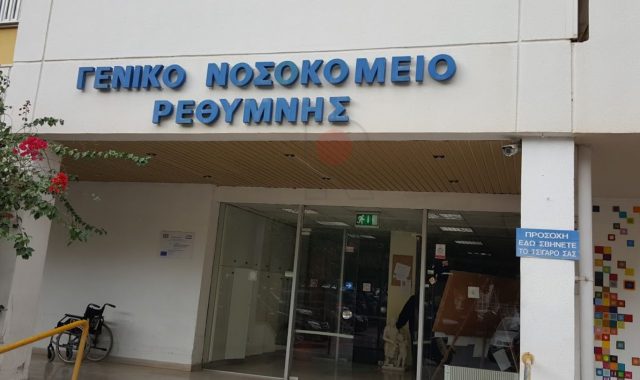 ΓΕΝΙΚΟ ΝΟΣΟΚΟΜΕΙΟ
ΡΕΘΥΜΝΗΣ
ΠΡΟΣΟΧΗ
ΕΔΩ ΣΒΗΝΕΤΕ
ΤΟ ΤΣΙΓΑΡΟ ΣΑΣ